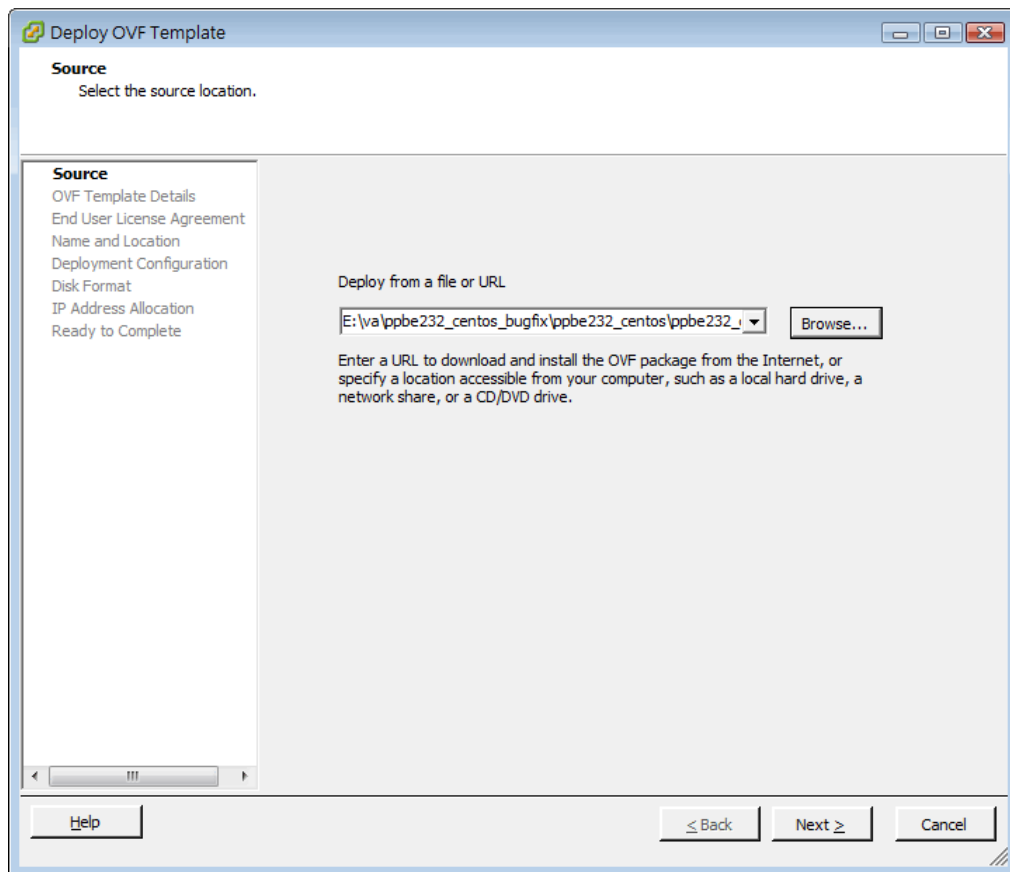 Deploy OVF Template
Source
Select the source location.
Source
OVF Template Details
End User License Agreement
Name and Location
Deployment Configuration
Disk Format
IP Address Allocation
Ready to Complete
Deploy from a file or URL
E:\va\ppbe232_centos_bugfix\ppbe232_centos\ppbe232_
Browse...
Enter a URL to download and install the OVF package from the Internet, or
specify a location accessible from your computer, such as a local hard drive, a
network share, or a CD/DVD drive.
Help
< Back
Next >
Cancel